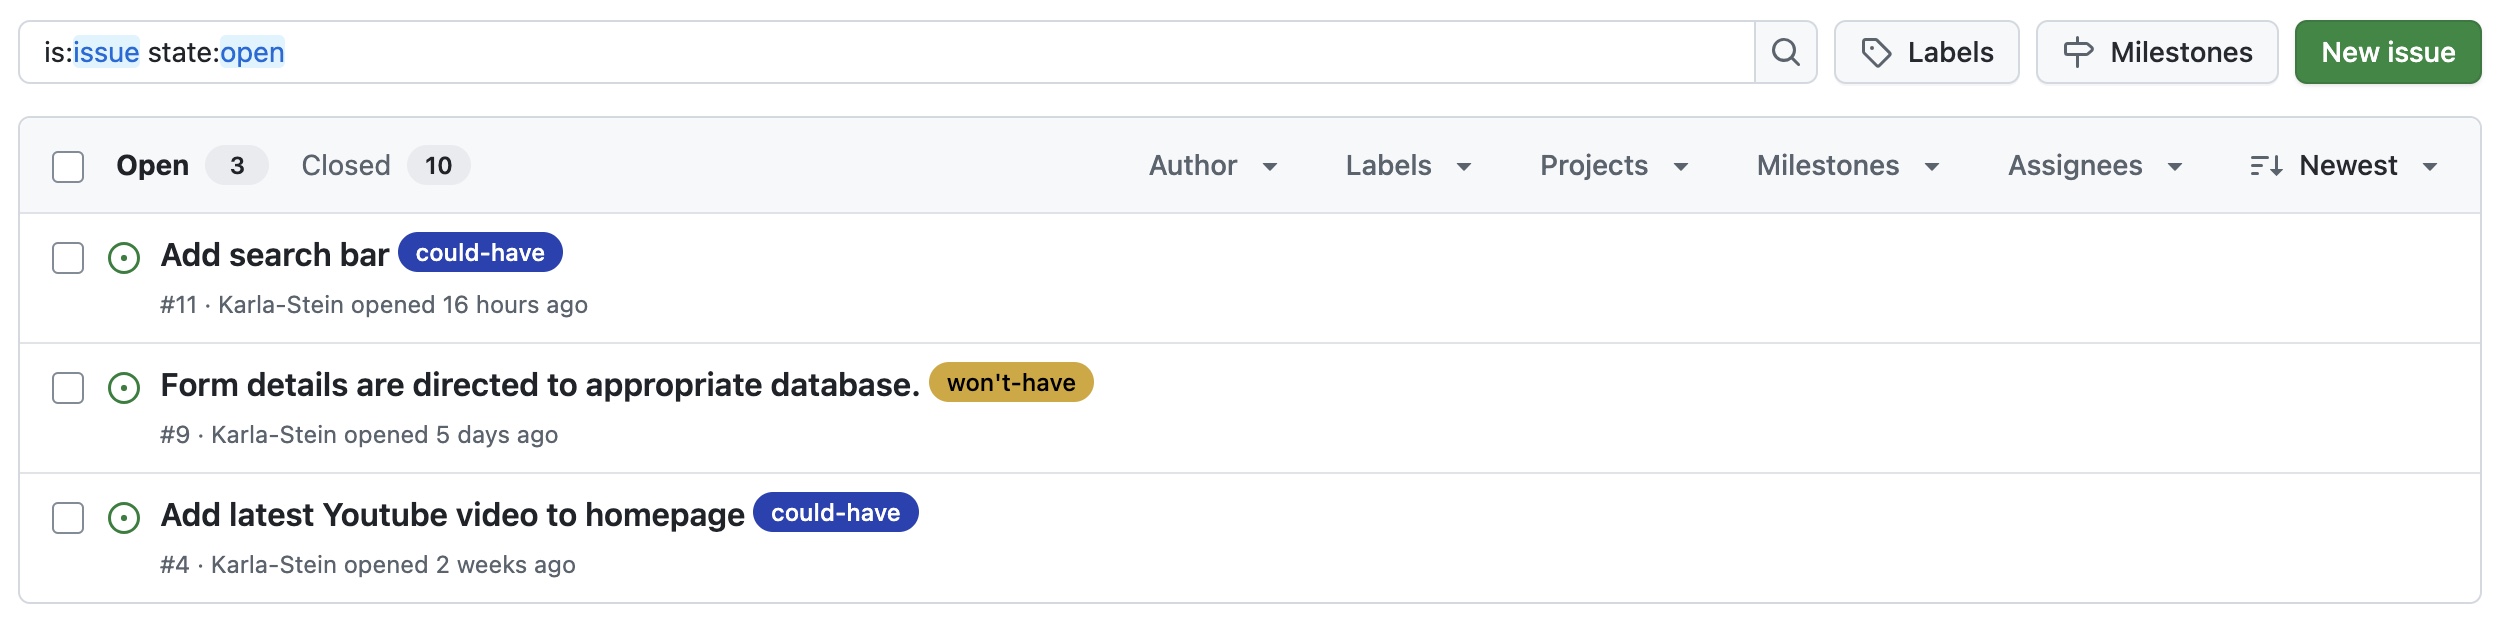 is:issue state:open
Labels
Milestones
New issue
Open 3 Closed 10 Author Labels Projects Milestones Assignees Newest
Add search bar could-have
#11 · Karla-Stein opened 16 hours ago
Form details are directed to appropriate database. won't-have
#9 · Karla-Stein opened 5 days ago
Add latest Youtube video to homepage could-have
#4 · Karla-Stein opened 2 weeks ago